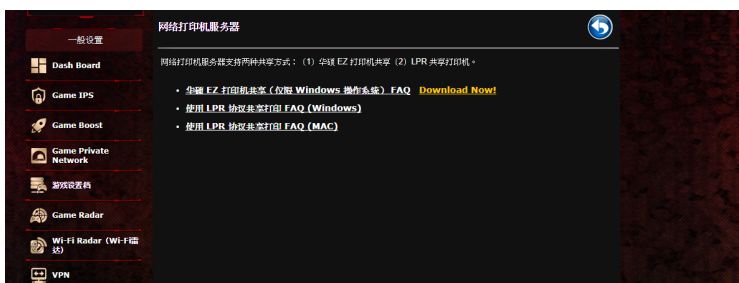 网络打印机服务器
一般设置
Dash Board
网络打印机服务器支持两种共享方式：（1）华硕 EZ 打印机共享（2）LPR 共享打印机。
Game IPS
• 华硕 EZ 打印机共享（仅限 Windows 操作系统）FAQ Download Now!
• 使用 LPR 协议共享打印 FAQ (Windows)
• 使用 LPR 协议共享打印 FAQ (MAC)
Game Boost
Game Private
Network
游戏设置档
Game Radar
Wi-Fi Radar (Wi-Fi雷
达)
VPN